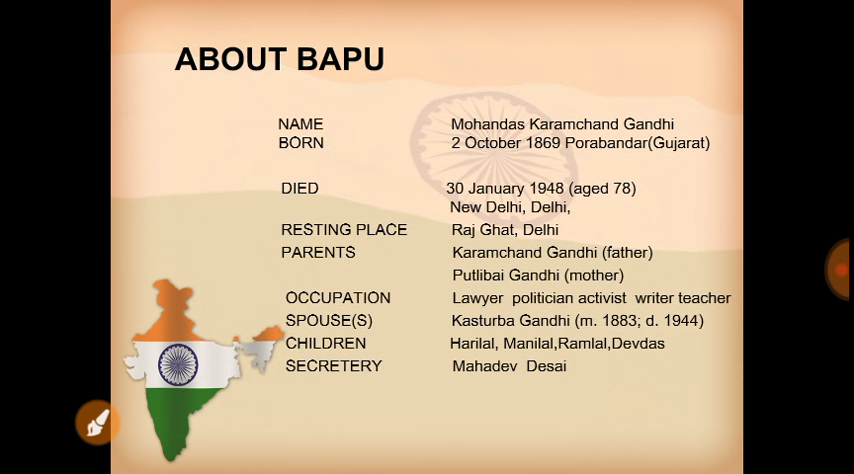 ABOUT BAPU
NAME Mohandas Karamchand Gandhi
BORN 2 October 1869 Porabandar(Gujarat)
DIED 30 January 1948 (aged 78)
New Delhi, Delhi,
RESTING PLACE Raj Ghat, Delhi
PARENTS Karamchand Gandhi (father)
Putlibai Gandhi (mother)
OCCUPATION Lawyer politician activist writer teacher
SPOUSE(S) Kasturba Gandhi (m. 1883; d. 1944)
CHILDREN Harilal, Manilal,Ramlal,Devdas
SECRETERY Mahadev Desai